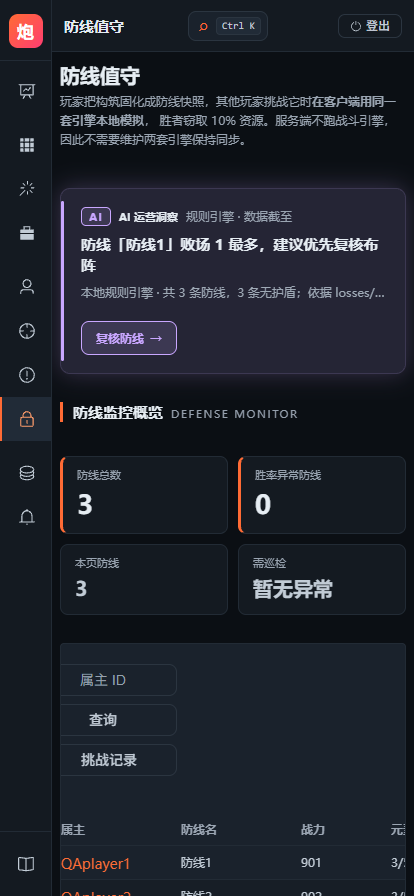 炮
防线值守
Ctrl K
登出
防线值守
玩家把构筑固化成防线快照，其他玩家挑战它时在客户端用同一
套引擎本地模拟， 胜者窃取 10% 资源。服务端不跑战斗引擎，
因此不需要维护两套引擎保持同步。
AI AI 运营洞察 规则引擎 · 数据截至
防线「防线1」败场 1 最多，建议优先复核布
阵
本地规则引擎 · 共 3 条防线，3 条无护盾；依据 losses/...
复核防线 →
防线监控概览 DEFENSE MONITOR
防线总数
3
胜率异常防线
0
本页防线
3
需巡检
暂无异常
属主 ID
查询
挑战记录
属主 防线名 战力
QAplayer1 防线1 901